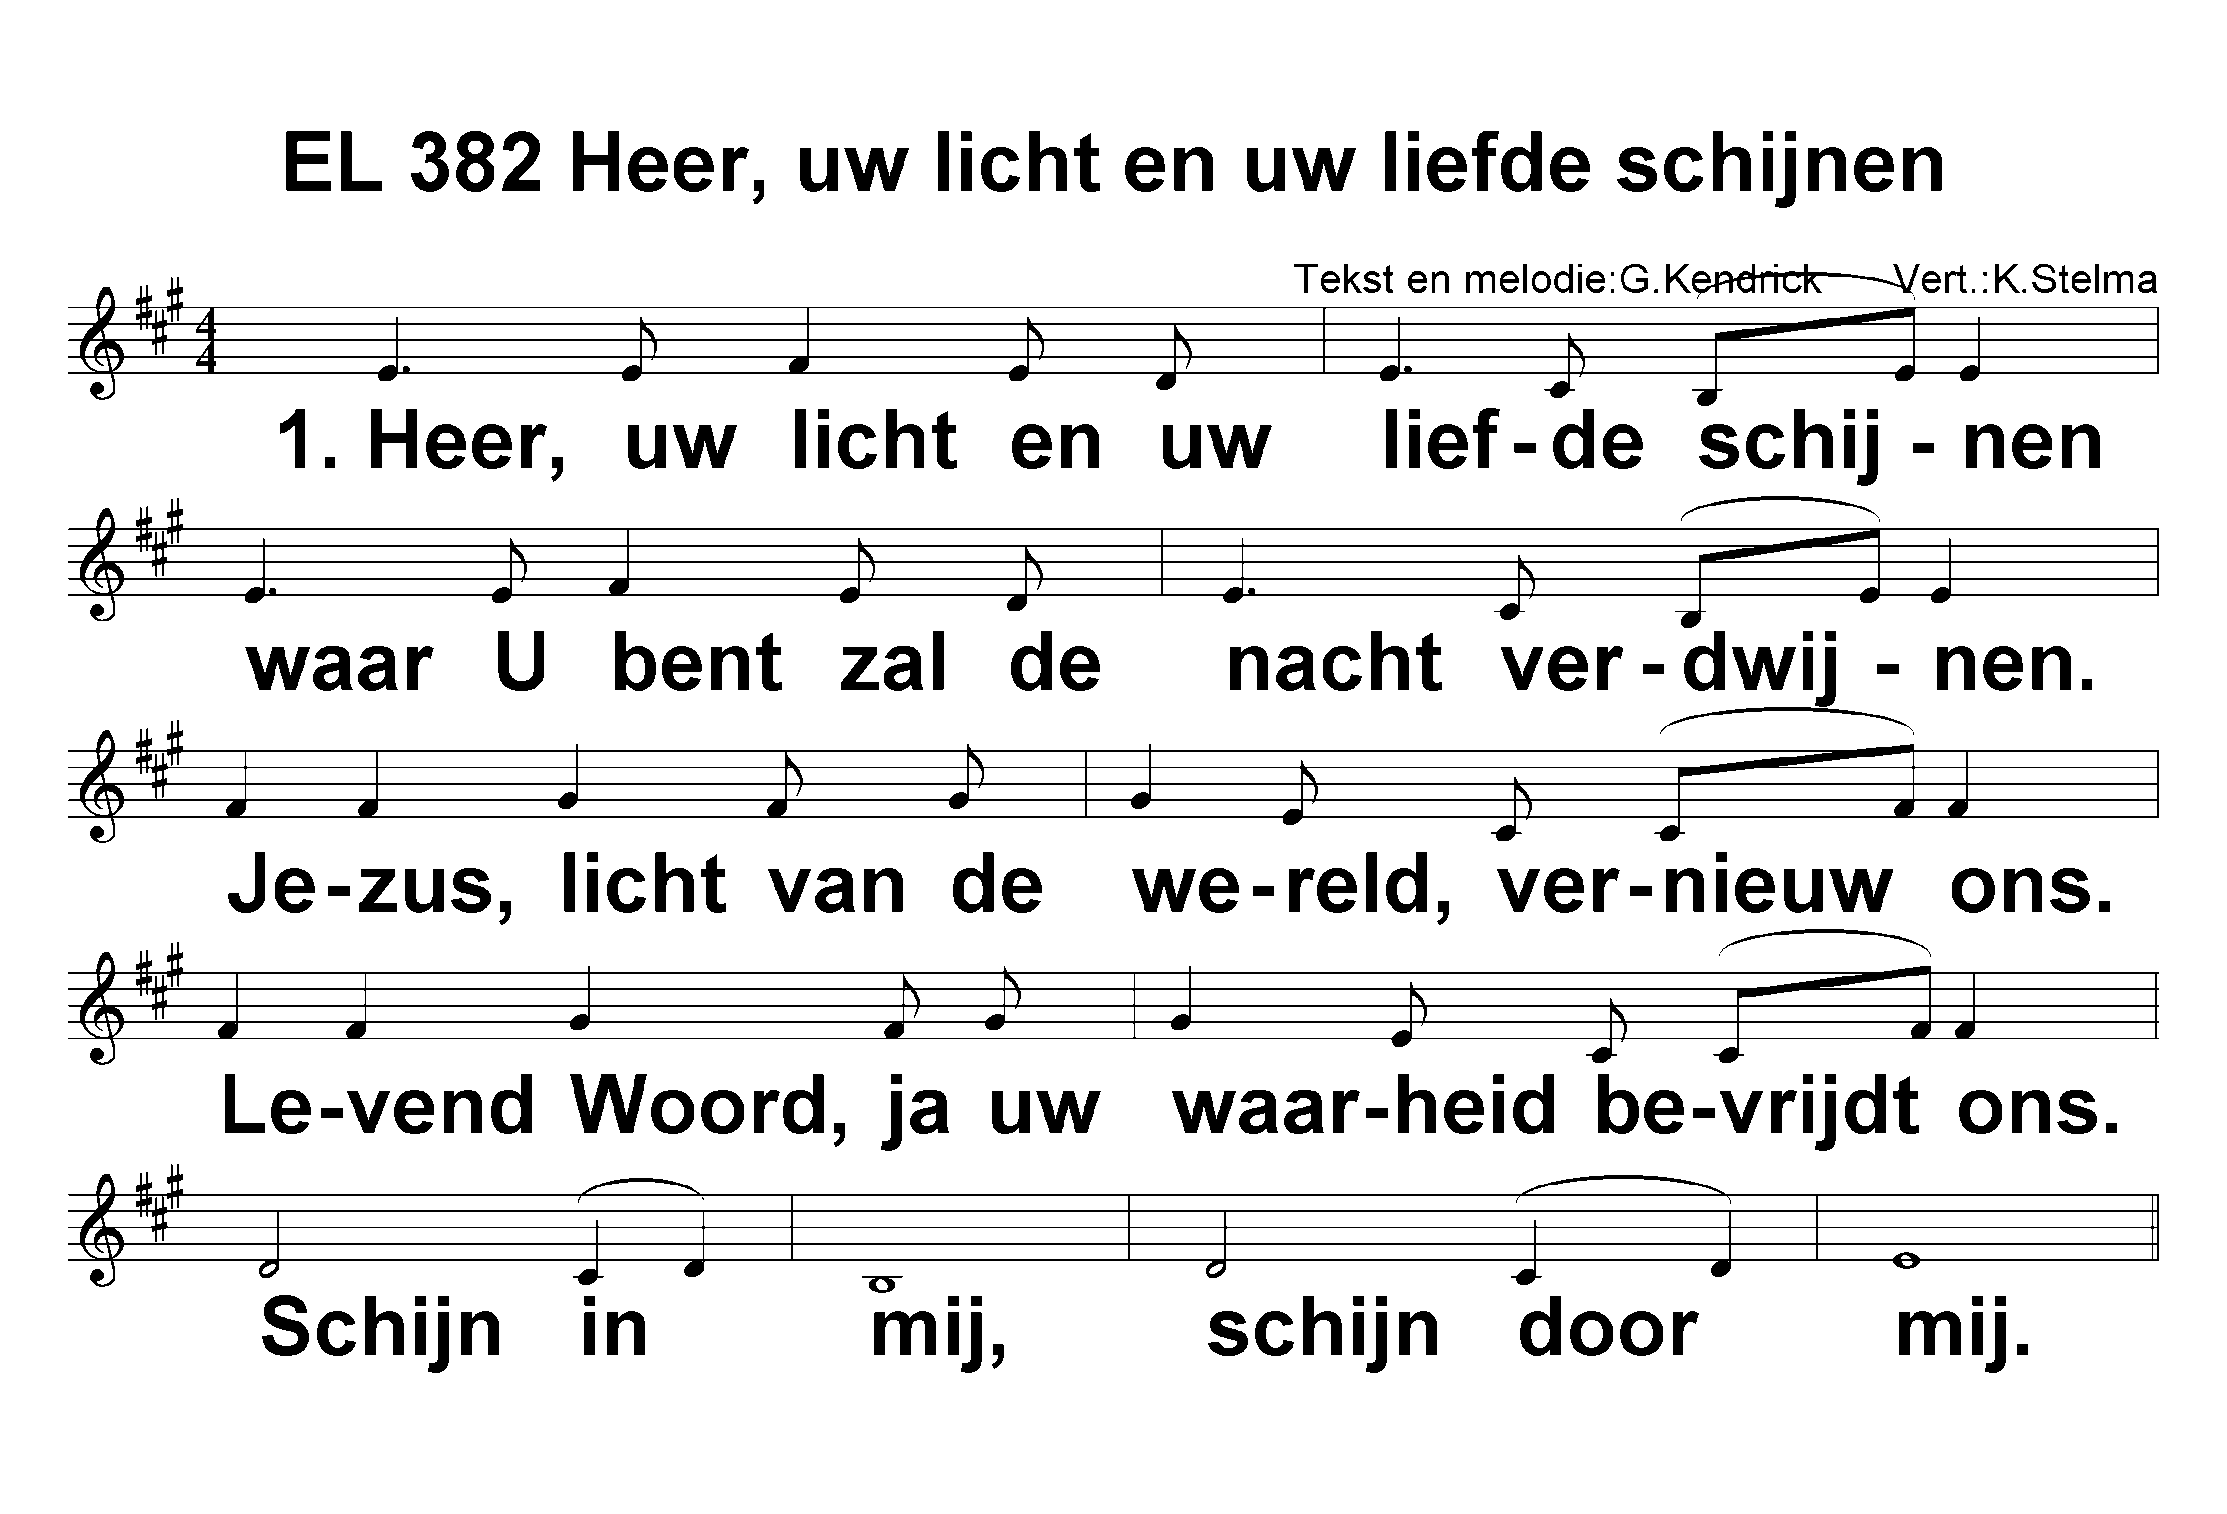 EL 382 Heer, uw licht en uw liefde schijnen
Tekst en melodie:G.Kendrick Vert.:K.Stelma
1. Heer, uw licht en uw lief - de schij - nen
waar U bent zal de nacht ver - dwij - nen.
Je - zus, licht van de we - reld, ver - nieuw ons.
Le - vend Woord, ja uw waar - heid be - vrijdt ons.
Schijn in mij, schijn door mij.